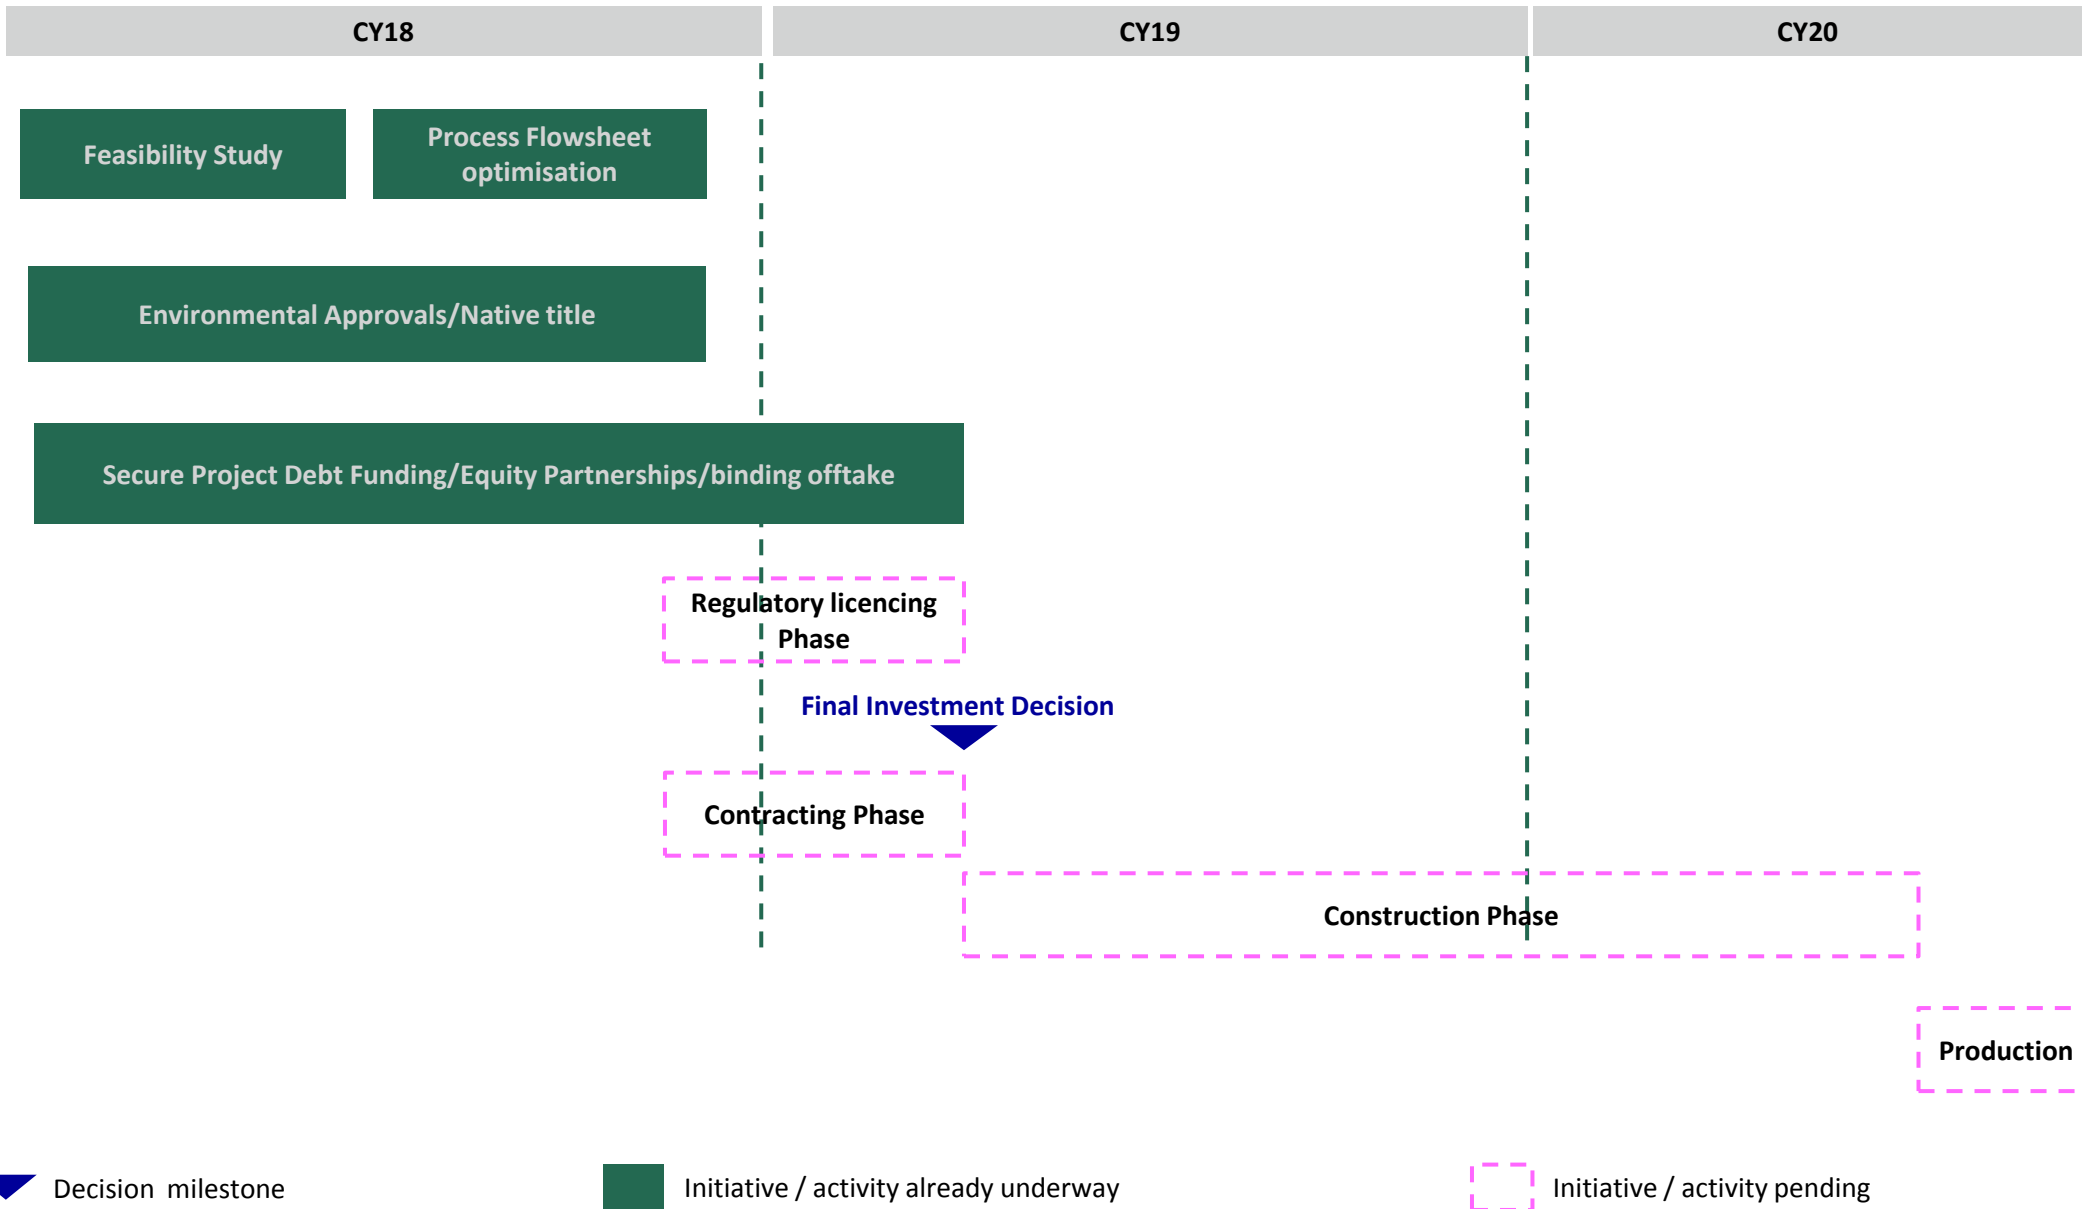 CY18
CY19
CY20
Feasibility Study
Process Flowsheet
optimisation
Environmental Approvals/Native title
Secure Project Debt Funding/Equity Partnerships/binding offtake
Regulatory licencing
Phase
Final Investment Decision
Contracting Phase
Construction Phase
Production
Decision milestone
Initiative / activity already underway
Initiative / activity pending